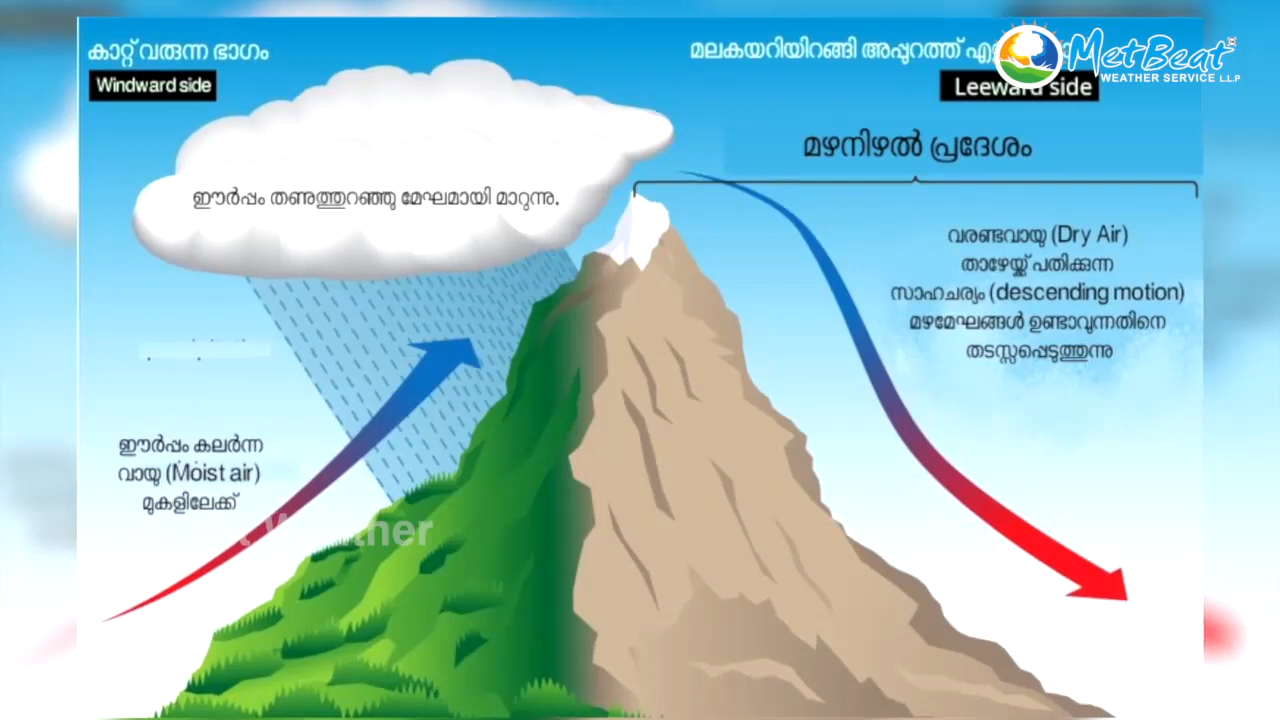 കാറ്റ് വരുന്ന ഭാഗം
Windward side
മലകയറിയിറങ്ങി അപ്പുറത്ത്
MetBeat
WEATHER SERVICE LLP
Leeward side
മഴനിഴൽ പ്രദേശം
ഈർപ്പം തണുത്തുറഞ്ഞു മേഘമായി മാറുന്നു.
വരണ്ടവായു (Dry Air)
താഴേയ്ക്ക് പതിക്കുന്ന
സാഹചര്യം (descending motion)
മഴമേഘങ്ങൾ ഉണ്ടാവുന്നതിനെ
തടസ്സപ്പെടുത്തുന്നു
ഈർപ്പം കലർന്ന
വായു (Moist air)
മുകളിലേക്ക്